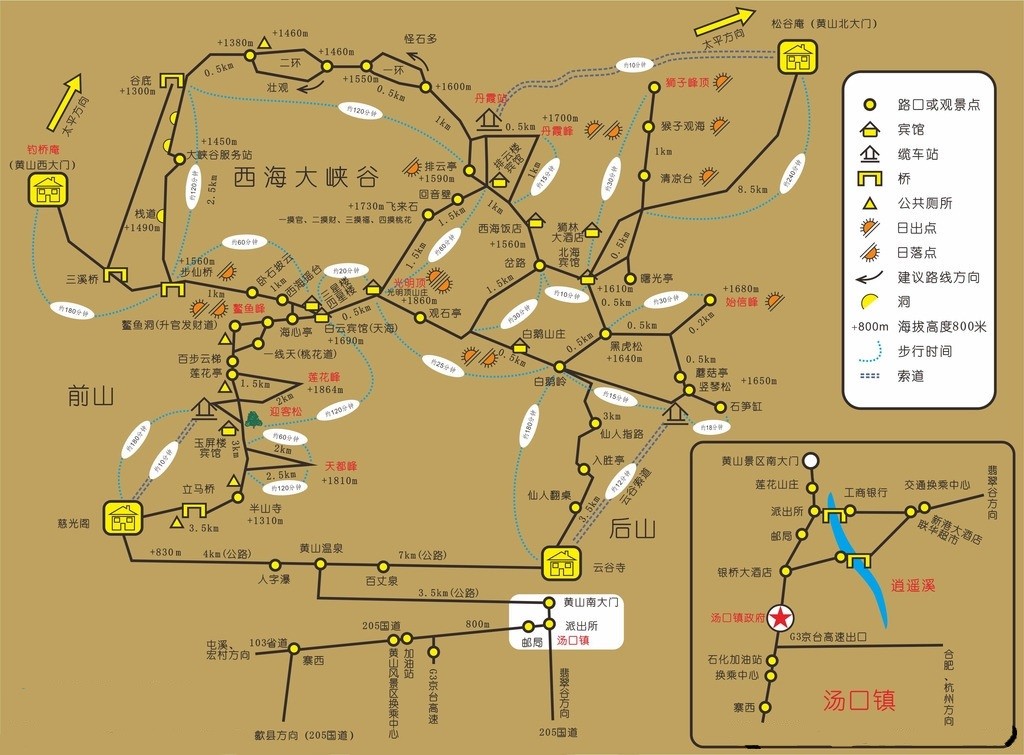 松谷庵（黄山北大门）
太平方向
+1460m
+1380m
+1460m
怪石多
二环
一环
0.5km
壮观
+1550m
0.5km
+1600m
约10分钟
狮子峰顶
谷底
+1300m
丹霞站
太平方向
约120分钟
1km
0.5km
+1700m
丹霞峰
猴子观海
钓桥庵
(黄山西大门)
+1450m
大峡谷服务站
1km
西海大峡谷
排云亭
+1590m
排云楼宾馆
1km
约15分钟
约30分钟
清凉台
约240分钟
8.5km
2.5km
约120分钟
回音壁
+1730m 飞来石
一摸官、二摸财、三摸福、四摸桃花
1.5km
1km
栈道
+1490m
西海饭店
+1560m
狮林大酒店
0.5km
约60分钟
约80分钟
1.5km
岔路
北海宾馆
三溪桥
+1560m
步仙桥
卧石披云
西海瑶台
约20分钟
光明顶
光明顶山庄
+1860m
1km
1km
曙光亭
+1610m
0.5km
约10分钟
约30分钟
+1680m
始信峰
约180分钟
鳌鱼峰
0.5km
观石亭
1.5km
约30分钟
0.2km
鳌鱼洞(升官发财道)
海心亭
白云宾馆(天海)
+1690m
白鹅山庄
0.5km
0.5km
0.5km
黑虎松
+1640m
一线天(桃花道)
百步云梯
莲花亭
约25分钟
白鹅岭
0.5km
蘑菇亭
竖琴松
+1650m
石笋矼
前山
1.5km
莲花峰
+1864m
2km
约15分钟
约18分钟
迎客松
约120分钟
约180分钟
3km
仙人指路
约180分钟
约10分钟
玉屏楼宾馆
3km
约60分钟
2km
天都峰
+1810m
2.5km
约120分钟
入胜亭
约12分钟
云谷索道
立马桥
仙人翻桌
3.5km
后山
慈光阁
3.5km
半山寺
+1310m
+830m
4km(公路)
黄山温泉
7km(公路)
云谷寺
人字瀑
百丈泉
3.5km(公路)
黄山南大门
派出所
邮局
汤口镇
屯溪、宏村方向
103省道
寨西
205国道
800m
黄山风景区换乘中心
加油站
G3京台高速
翡翠谷方向
歙县方向(205国道)
205国道
路口或观景点
宾馆
缆车站
桥
公共厕所
日出点
日落点
建议路线方向
洞
+800m 海拔高度800米
步行时间
索道
黄山景区南大门
莲花山庄
派出所
工商银行
交通换乘中心
翡翠谷方向
邮局
新港大酒店
联华超市
银桥大酒店
逍遥溪
汤口镇政府
G3京台高速出口
石化加油站
换乘中心
合肥、杭州方向
寨西
汤口镇